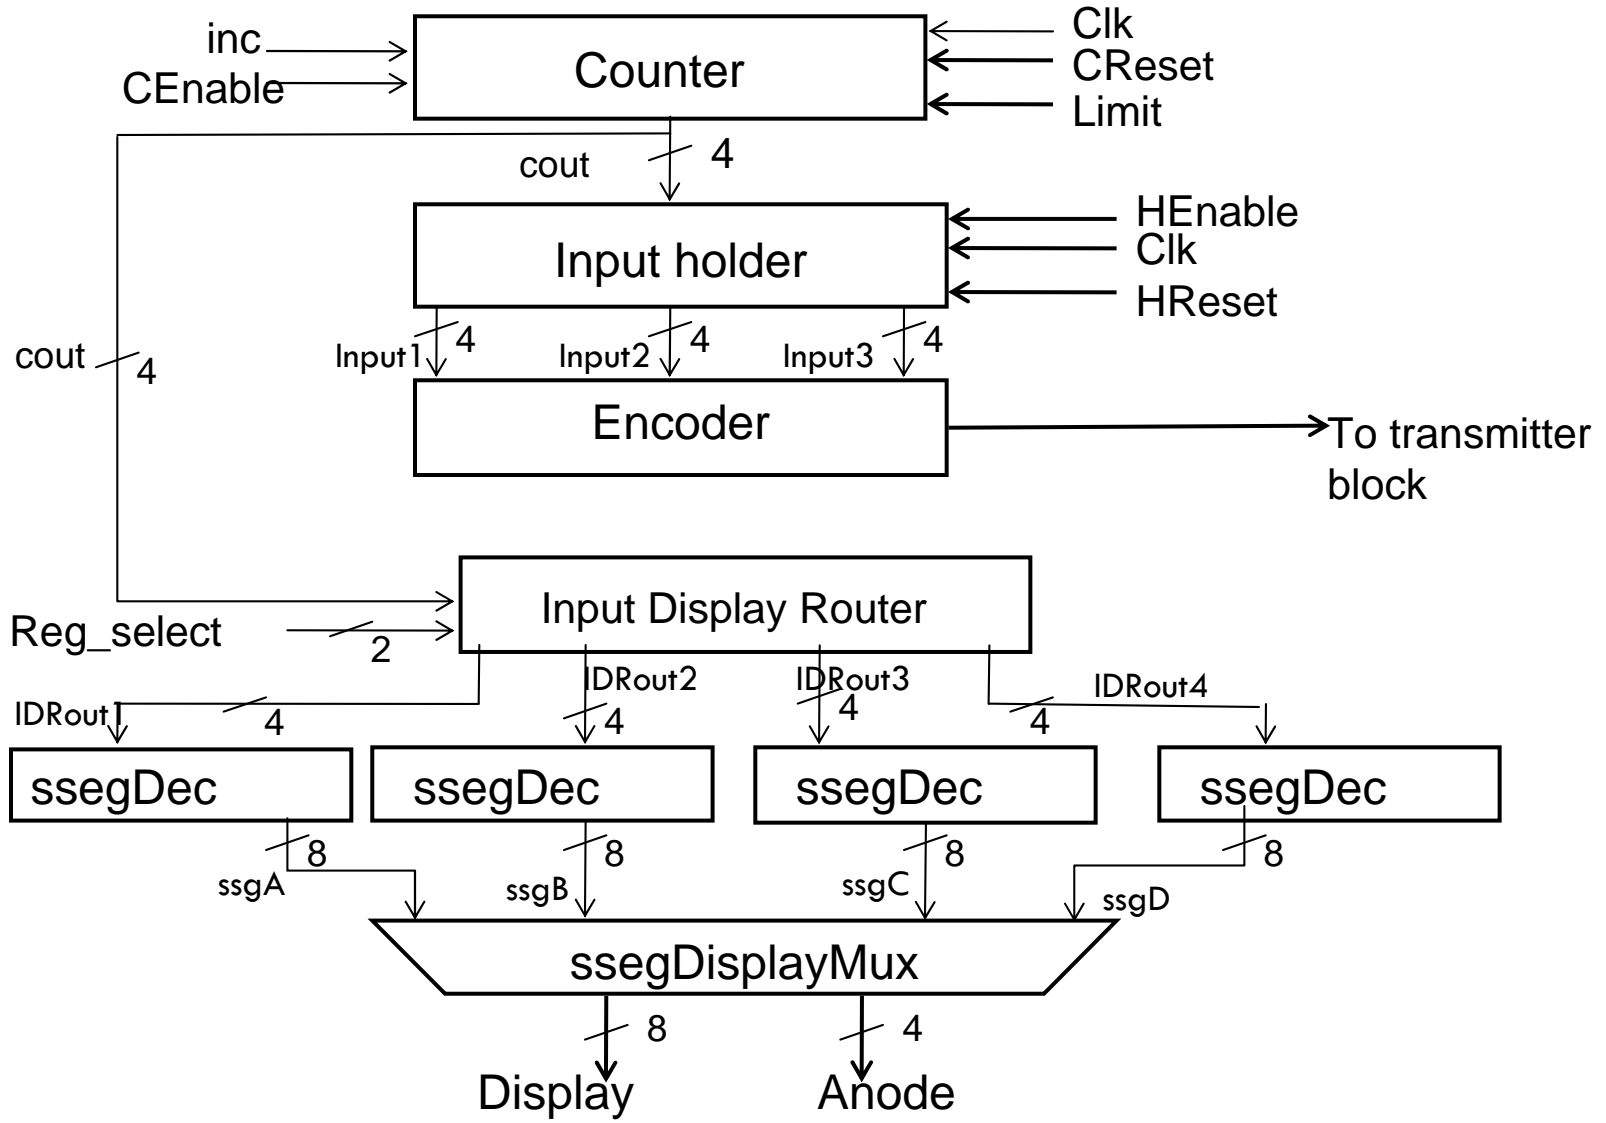 inc
CEnable
Counter
Clk
CReset
Limit
cout
4
Input holder
HEnable
Clk
HReset
cout
4
Input1
4
Input2
4
Input3
4
Encoder
To transmitter
block
Input Display Router
Reg_select
2
IDRout1
4
IDRout2
4
IDRout3
4
IDRout4
4
ssegDec
ssegDec
ssegDec
ssegDec
8
8
8
8
ssgA
ssgB
ssgC
ssgD
ssegDisplayMux
8
4
Display
Anode